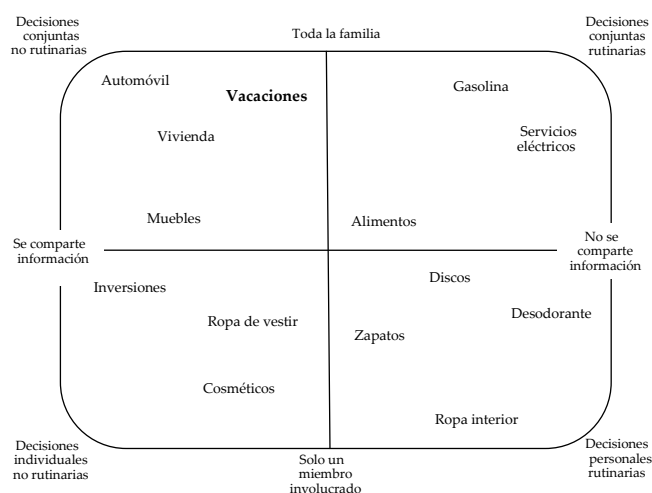 Decisiones
conjuntas
no rutinarias
Toda la familia
Decisiones
conjuntas
rutinarias
Automóvil
Vacaciones
Gasolina
Vivienda
Servicios
eléctricos
Muebles
Alimentos
Se comparte
información
No se
comparte
información
Inversiones
Discos
Ropa de vestir
Desodorante
Zapatos
Cosméticos
Ropa interior
Decisiones
individuales
no rutinarias
Solo un
miembro
involucrado
Decisiones
personales
rutinarias